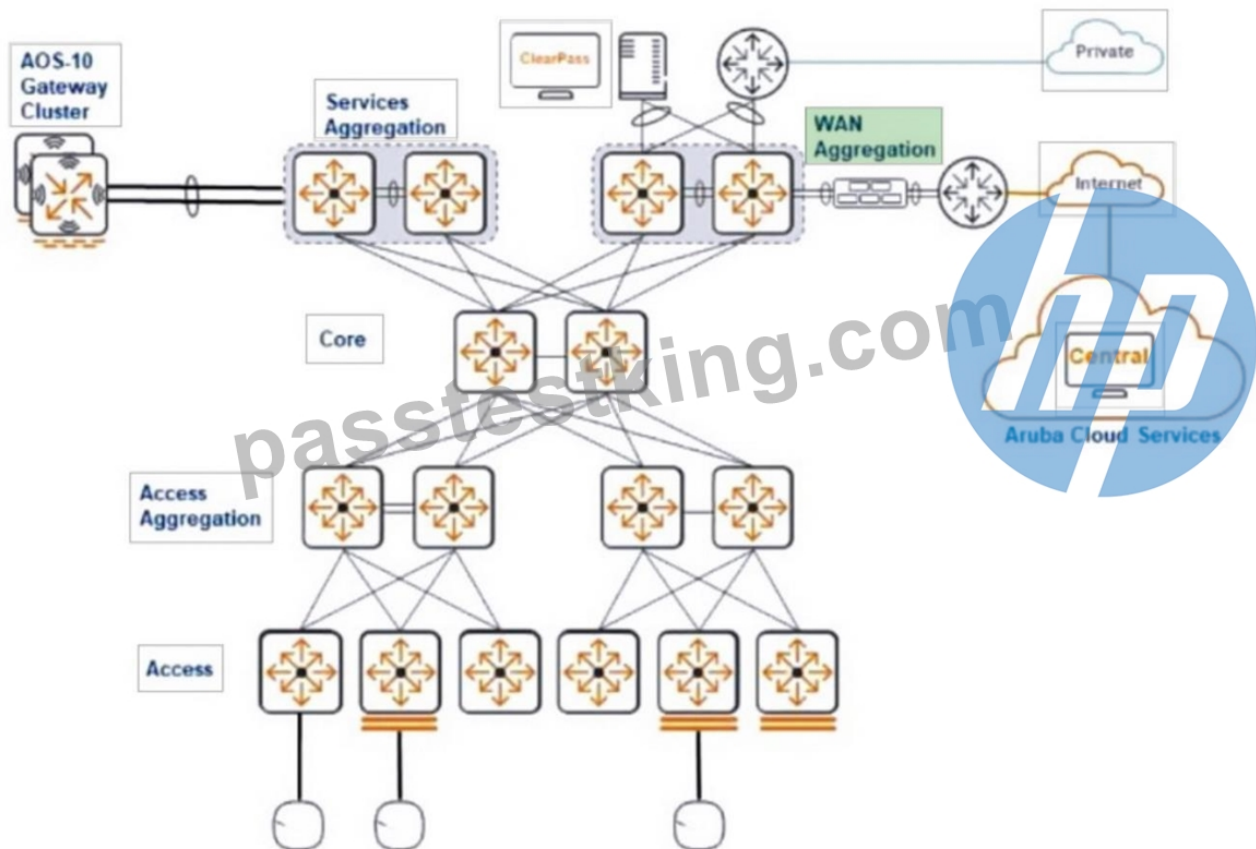 AOS-10
Gateway
Cluster
Services
Aggregation
ClearPass
Private
WAN
Aggregation
Internet
hp
Core
Central
Aruba Cloud Services
passtestking.com
Access
Aggregation
Access